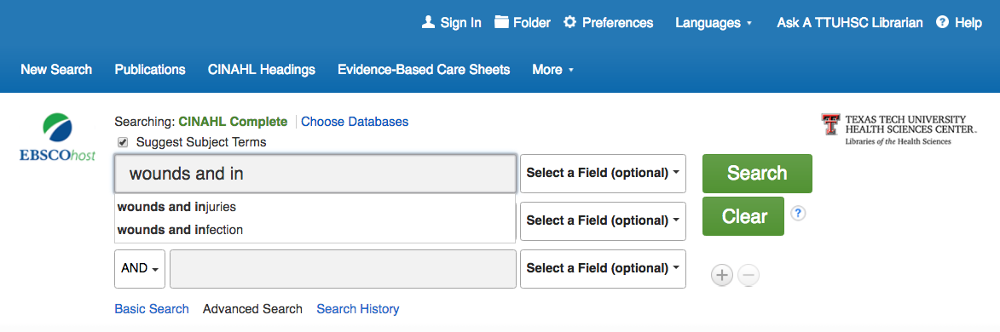 Sign In Folder Preferences Languages Ask A TTUHSC Librarian ? Help
New Search Publications CINAHL Headings Evidence-Based Care Sheets More
EBSCOhost
Searching: CINAHL Complete Choose Databases
Suggest Subject Terms
wounds and in Select a Field (optional) Search
wounds and injuries
wounds and infection
Select a Field (optional) Clear ?
AND Select a Field (optional)
Basic Search Advanced Search Search History
TEXAS TECH UNIVERSITY
HEALTH SCIENCES CENTER.
Libraries of the Health Sciences